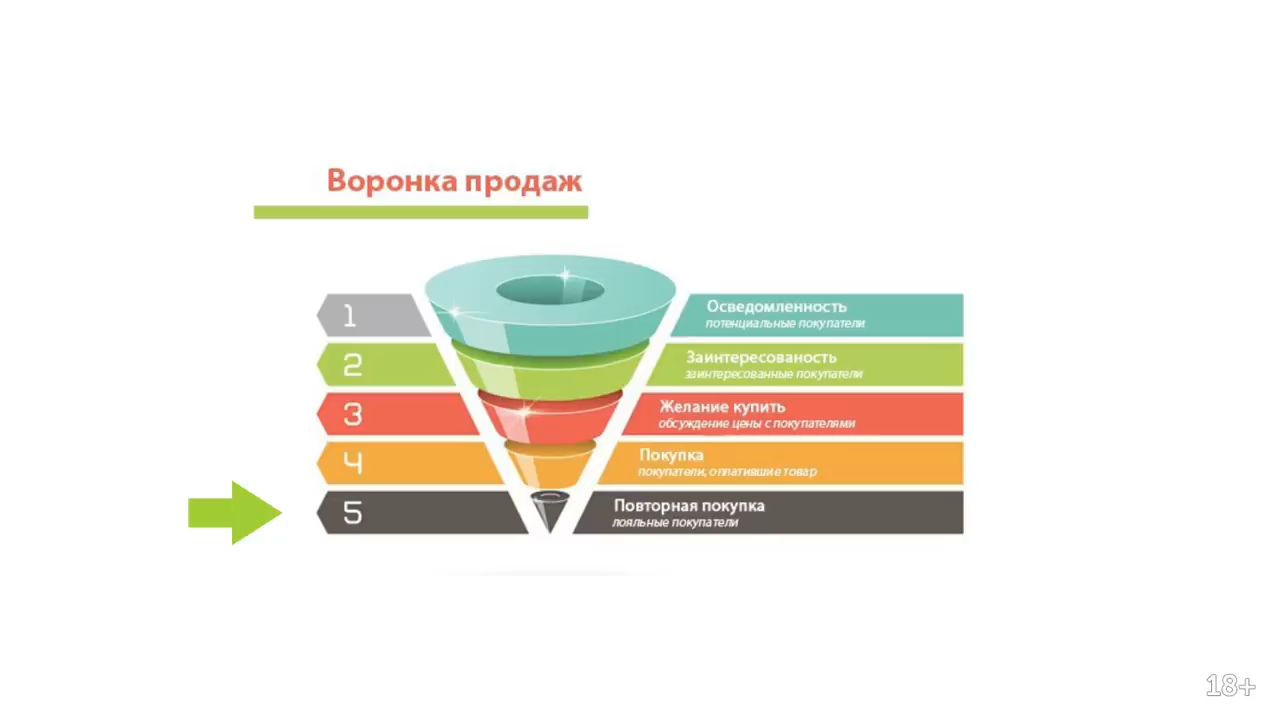 Воронка продаж
1
Осведомленность
потенциальные покупатели
2
Заинтересованость
заинтересованные покупатели
3
Желание купить
обсуждение цены с покупателями
4
Покупка
покупатели, оплатившие товар
5
Повторная покупка
лояльные покупатели
18+